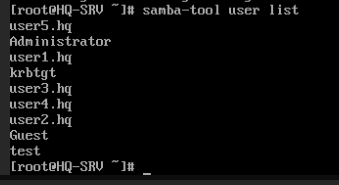 [root@HQ-SRV ~]# samba-tool user list
user5.hq
Administrator
user1.hq
krbtgt
user3.hq
user4.hq
user2.hq
Guest
test
[root@HQ-SRV ~]# _